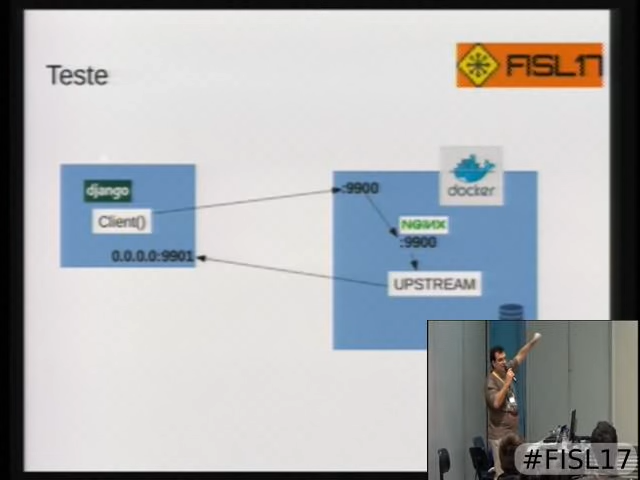 Teste
FISL17
django
Client()
0.0.0.0:9901
:9900
docker
NGINX
:9900
UPSTREAM
#FISL17